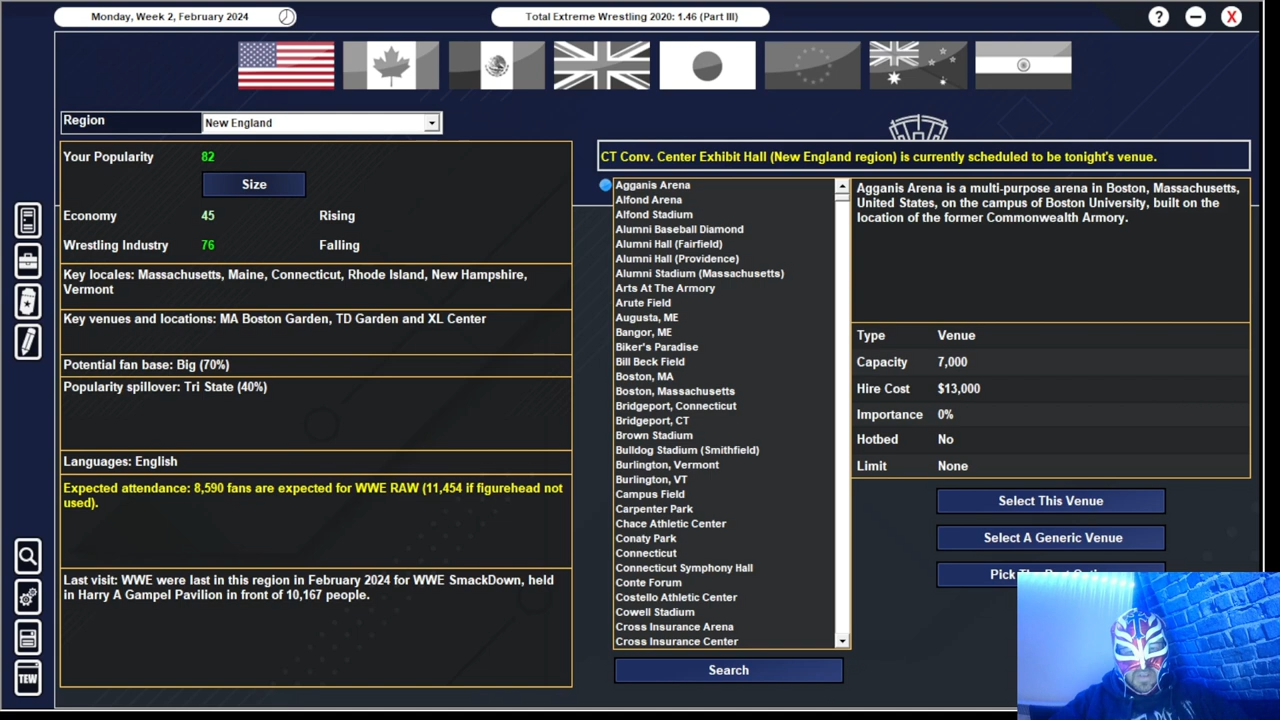 Monday, Week 2, February 2024
Total Extreme Wrestling 2020: 1.46 (Part III)
?
X
Region
New England
Your Popularity
82
Size
Economy
45
Rising
Wrestling Industry
76
Falling
Key locales: Massachusetts, Maine, Connecticut, Rhode Island, New Hampshire,
Vermont
Key venues and locations: MA Boston Garden, TD Garden and XL Center
Potential fan base: Big (70%)
Popularity spillover: Tri State (40%)
Languages: English
Expected attendance: 8,590 fans are expected for WWE RAW (11,454 if figurehead not
used).
Last visit: WWE were last in this region in February 2024 for WWE SmackDown, held
in Harry A Gampel Pavilion in front of 10,167 people.
TEW
CT Conv. Center Exhibit Hall (New England region) is currently scheduled to be tonight's venue.
Agganis Arena
Alfond Arena
Alfond Stadium
Alumni Baseball Diamond
Alumni Hall (Fairfield)
Alumni Hall (Providence)
Alumni Stadium (Massachusetts)
Arts At The Armory
Arute Field
Augusta, ME
Bangor, ME
Biker's Paradise
Bill Beck Field
Boston, MA
Boston, Massachusetts
Bridgeport, Connecticut
Bridgeport, CT
Brown Stadium
Bulldog Stadium (Smithfield)
Burlington, Vermont
Burlington, VT
Campus Field
Carpenter Park
Chace Athletic Center
Conaty Park
Connecticut
Connecticut Symphony Hall
Conte Forum
Costello Athletic Center
Cowell Stadium
Cross Insurance Arena
Cross Insurance Center
Search
Agganis Arena is a multi-purpose arena in Boston, Massachusetts,
United States, on the campus of Boston University, built on the
location of the former Commonwealth Armory.
Type
Venue
Capacity
7,000
Hire Cost
$13,000
Importance
0%
Hotbed
No
Limit
None
Select This Venue
Select A Generic Venue